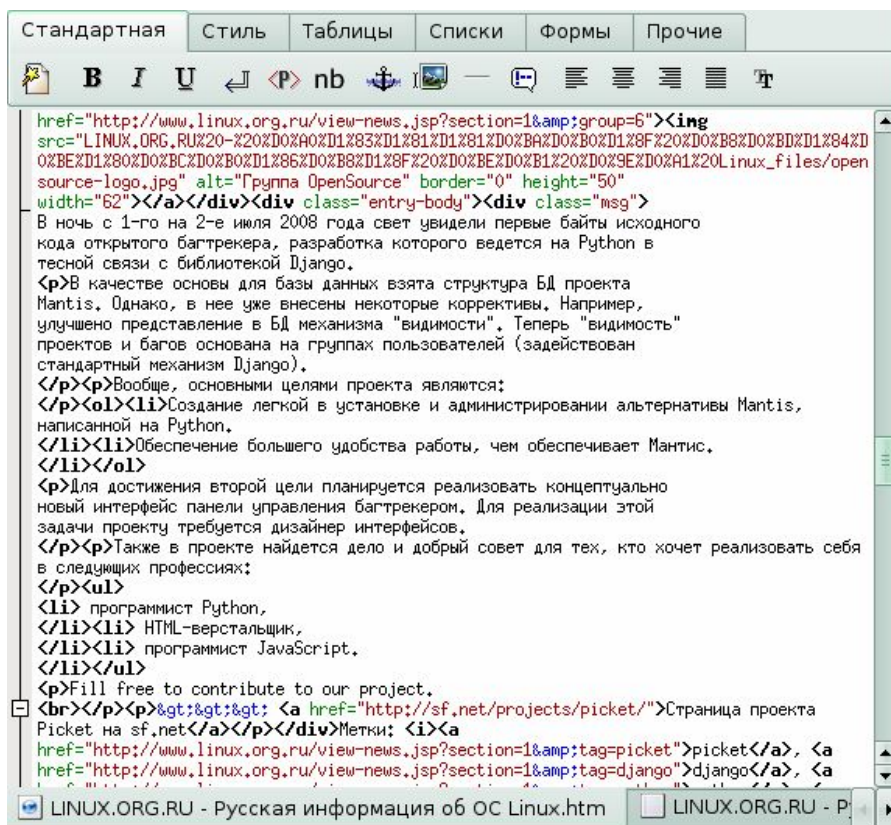 Стандартная Стиль Таблицы Списки Формы Прочие
B I U <P> nb
href="http://www.linux.org.ru/view-news.jsp?section=1&amp;group=6"><img
src="LINUX.ORG.RU%20-%20%D0%A0%D1%83%D1%81%D1%81%D0%BA%D0%B0%D1%8F%20%D0%B8%D0%BD%D1%84%D
0%BE%D1%80%D0%BC%D0%B0%D1%86%D0%B8%D1%8F%20%D0%BE%D0%B1%20%D0%9E%D0%A1%20Linux_files/open
source-logo.jpg" alt="Группа OpenSource" border="0" height="50"
width="62"></a></div><div class="entry-body"><div class="msg">
В ночь с 1-го на 2-е июля 2008 года свет увидели первые байты исходного
кода открытого багтрекера, разработка которого ведется на Python в
тесной связи с библиотекой Django.
<p>В качестве основы для базы данных взята структура БД проекта
Mantis. Однако, в нее уже внесены некоторые коррективы. Например,
улучшено представление в БД механизма "видимости". Теперь "видимость"
проектов и багов основана на группах пользователей (задействован
стандартный механизм Django).
</p><p>Вообще, основными целями проекта являются:
</p><ol><li>Создание легкой в установке и администрировании альтернативы Mantis,
написанной на Python.
</li><li>Обеспечение большего удобства работы, чем обеспечивает Мантис.
</li></ol>
<p>Для достижения второй цели планируется реализовать концептуально
новый интерфейс панели управления багтрекером. Для реализации этой
задачи проекту требуется дизайнер интерфейсов.
</p><p>Также в проекте найдется дело и добрый совет для тех, кто хочет реализовать себя
в следующих профессиях:
</p><ul>
<li> программист Python,
</li><li> HTML-верстальщик,
</li><li> программист JavaScript.
</li></ul>
<p>Fill free to contribute to our project.
<br></p><p>&gt;&gt;&gt; <a href="http://sf.net/projects/picket/">Страница проекта
Picket на sf.net</a></p></div>Метки: <i><a
href="http://www.linux.org.ru/view-news.jsp?section=1&amp;tag=picket">picket</a>, <a
href="http://www.linux.org.ru/view-news.jsp?section=1&amp;tag=django">django</a>, <a
LINUX.ORG.RU - Русская информация об ОС Linux.htm LINUX.ORG.RU - Р